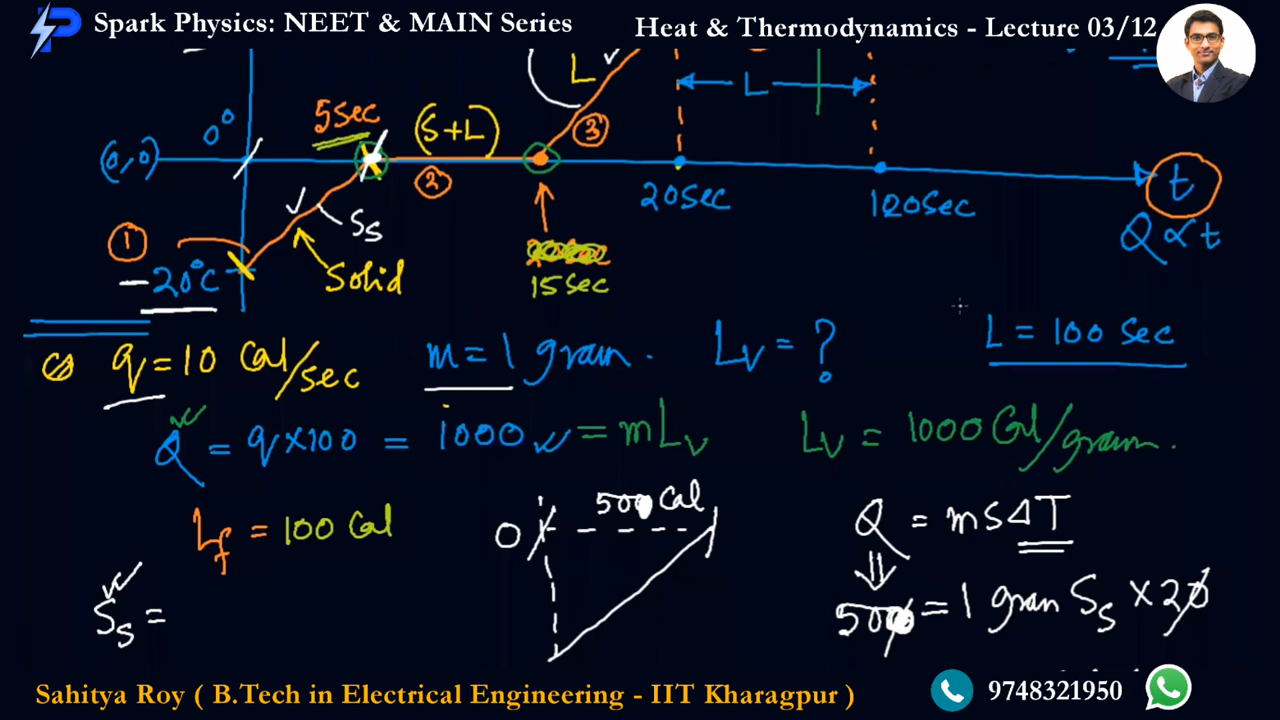 Spark Physics: NEET & MAIN Series
Heat & Thermodynamics - Lecture 03/12
L
L
0°
5sec
(S+L)
③
(0,0)
②
t
20sec
120sec
①
Ss
Q ∝ t
-20°C
Solid
15sec
q = 10 Cal/sec
m = 1 gram.
Lv = ?
L = 100 sec
Q = q×100 = 1000 = mLv
Lv = 1000 Cal/gram.
Lf = 100 Cal
0
500 Cal
Q = msΔT
Ss =
500 = 1 gram Ss × 20
Sahitya Roy ( B.Tech in Electrical Engineering - IIT Kharagpur )
9748321950